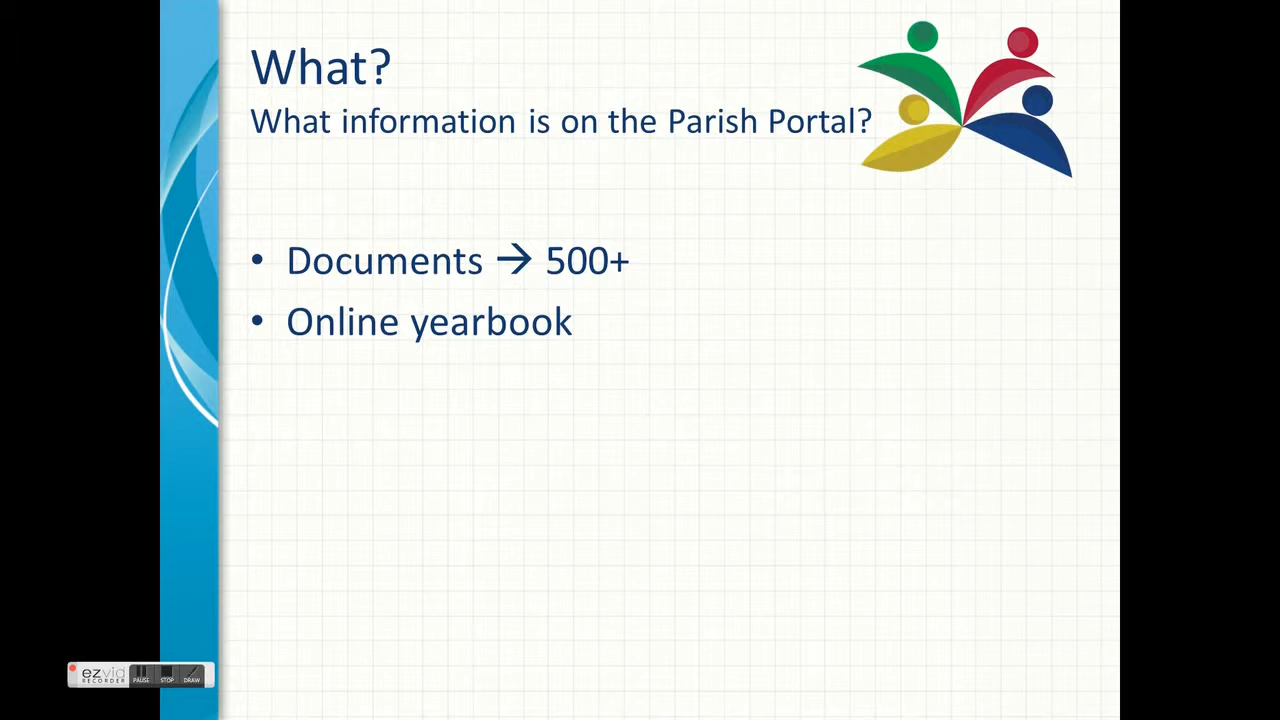 What?
What information is on the Parish Portal?
• Documents → 500+
• Online yearbook
ezvid
RECORDER
PAUSE STOP DRAW